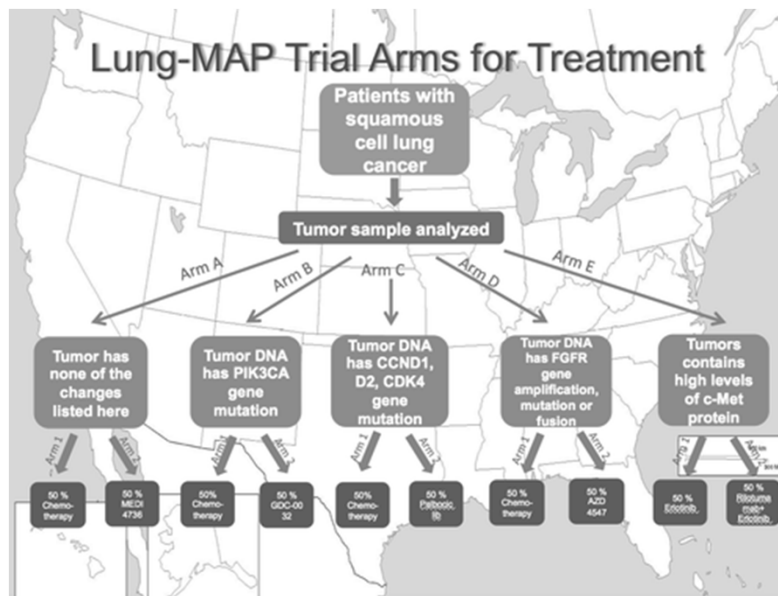 Lung-MAP Trial Arms for Treatment
Patients with
squamous
cell lung
cancer
Tumor sample analyzed
Arm A
Arm B
Arm C
Arm D
Arm E
Tumor has
none of the
changes
listed here
Tumor DNA
has PIK3CA
gene
mutation
Tumor DNA
has CCND1,
D2, CDK4
gene
mutation
Tumor DNA
has FGFR
gene
amplification,
mutation or
fusion
Tumors
contains
high levels
of c-Met
protein
Arm 1
Arm 2
Arm 1
Arm 2
Arm 1
Arm 2
Arm 1
Arm 2
Arm 1
50 %
Chemo-
therapy
50 %
MEDI
4736
50%
Chemo-
therapy
50 %
GDC-00
32
50%
Chemo-
therapy
50 %
Palbocic
lib
50 %
Chemo-
therapy
50 %
AZD
4547
50 %
Erlotinib
50 %
Rilotumu
mab+
Erlotinib